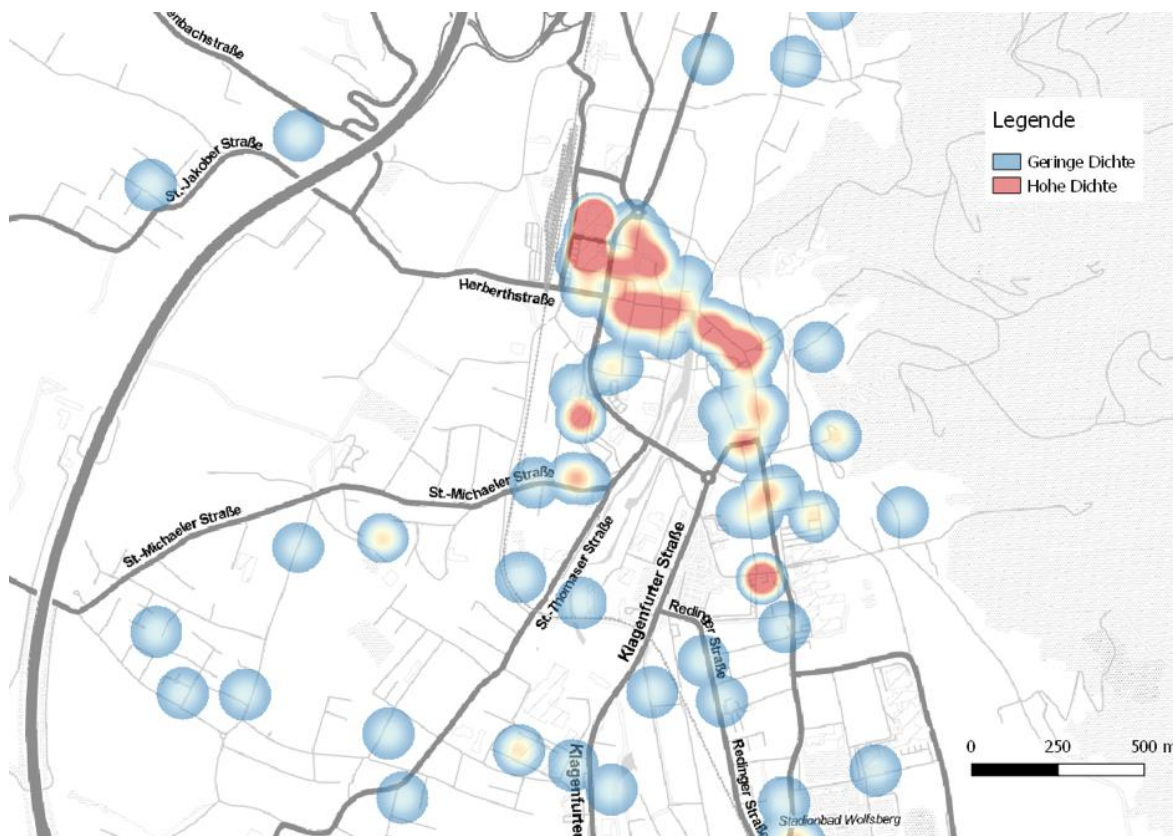 enbachstraße
St.-Jakober Straße
Legende
Geringe Dichte
Hohe Dichte
Herberthstraße
St.-Michaeler Straße
St.-Michaeler Straße
St.-Thomaser Straße
Klagenfurter Straße
Redinger Straße
Redinger Straße
Klagenfurter
0 250 500 m
Stadionbad Wolfsberg